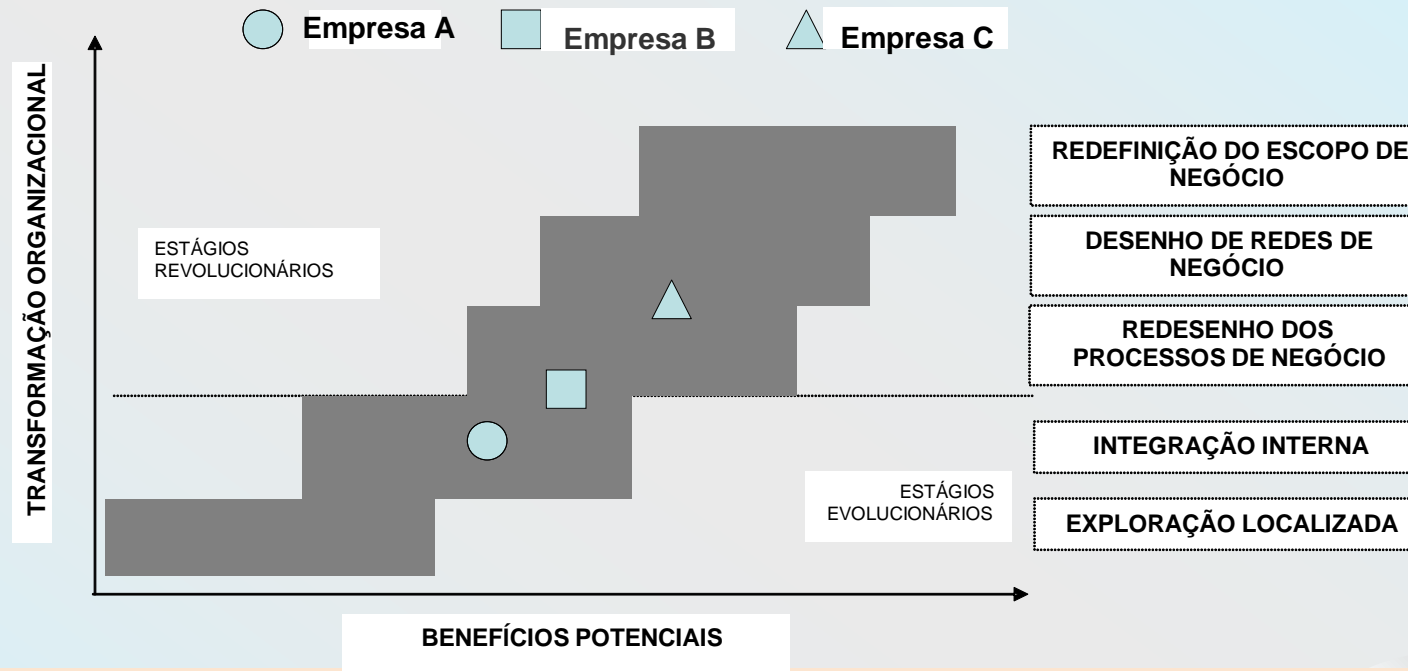 Empresa A
Empresa B
Empresa C
TRANSFORMAÇÃO ORGANIZACIONAL
ESTÁGIOS
REVOLUCIONÁRIOS
REDEFINIÇÃO DO ESCOPO DE
NEGÓCIO
DESENHO DE REDES DE
NEGÓCIO
REDESENHO DOS
PROCESSOS DE NEGÓCIO
INTEGRAÇÃO INTERNA
EXPLORAÇÃO LOCALIZADA
ESTÁGIOS
EVOLUCIONÁRIOS
BENEFÍCIOS POTENCIAIS